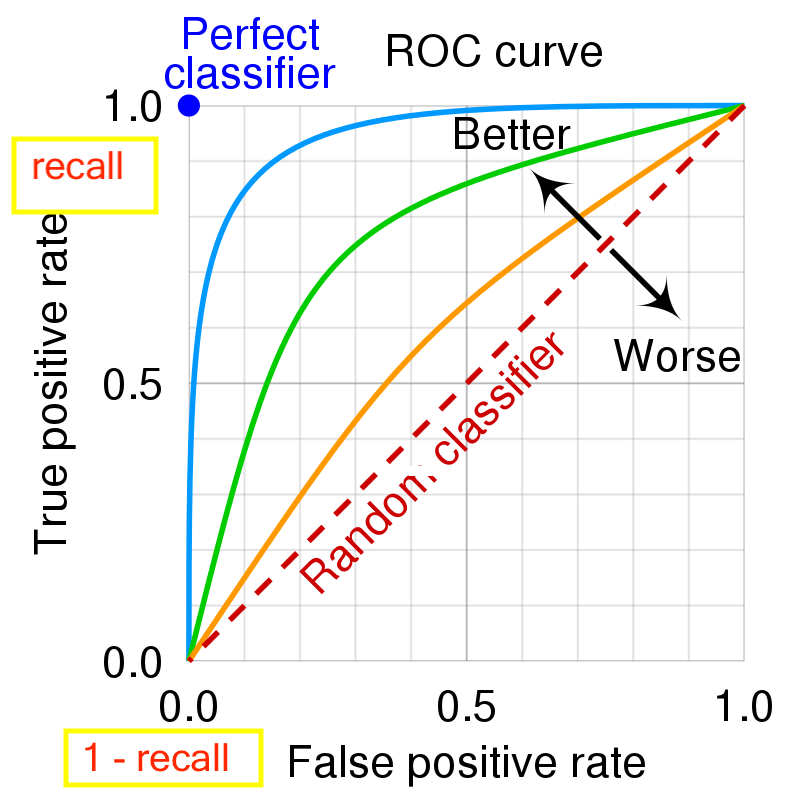 Perfect
classifier
ROC curve
1.0
recall
Better
True positive rate
Worse
0.5
Random classifier
0.0
0.0
0.5
1.0
1 - recall
False positive rate